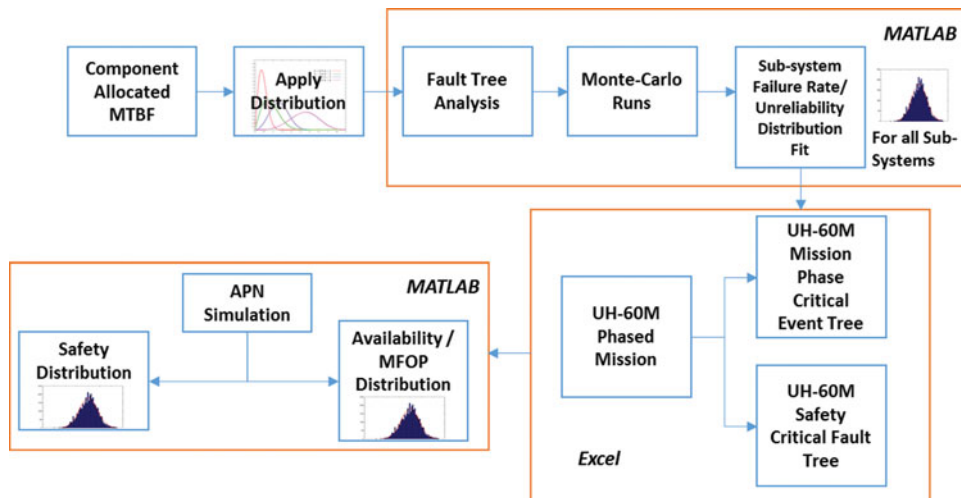 MATLAB
Component
Allocated
MTBF
Apply
Distribution
Fault Tree
Analysis
Monte-Carlo
Runs
Sub-system
Failure Rate/
Unreliability
Distribution
Fit
For all Sub-
Systems
MATLAB
APN
Simulation
Safety
Distribution
Availability /
MFOP
Distribution
UH-60M
Phased
Mission
UH-60M
Mission
Phase
Critical
Event Tree
UH-60M
Safety
Critical Fault
Tree
Excel